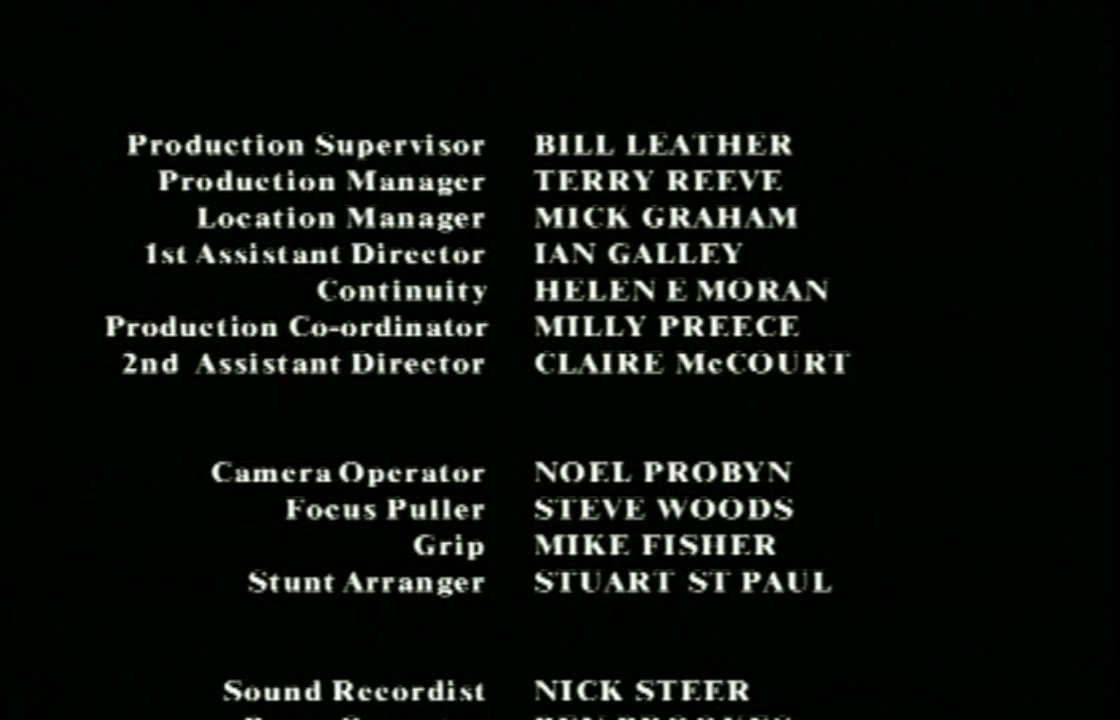 Production Supervisor BILL LEATHER
Production Manager TERRY REEVE
Location Manager MICK GRAHAM
1st Assistant Director IAN GALLEY
Continuity HELEN E MORAN
Production Co-ordinator MILLY PREECE
2nd Assistant Director CLAIRE McCOURT
Camera Operator NOEL PROBYN
Focus Puller STEVE WOODS
Grip MIKE FISHER
Stunt Arranger STUART ST PAUL
Sound Recordist NICK STEER